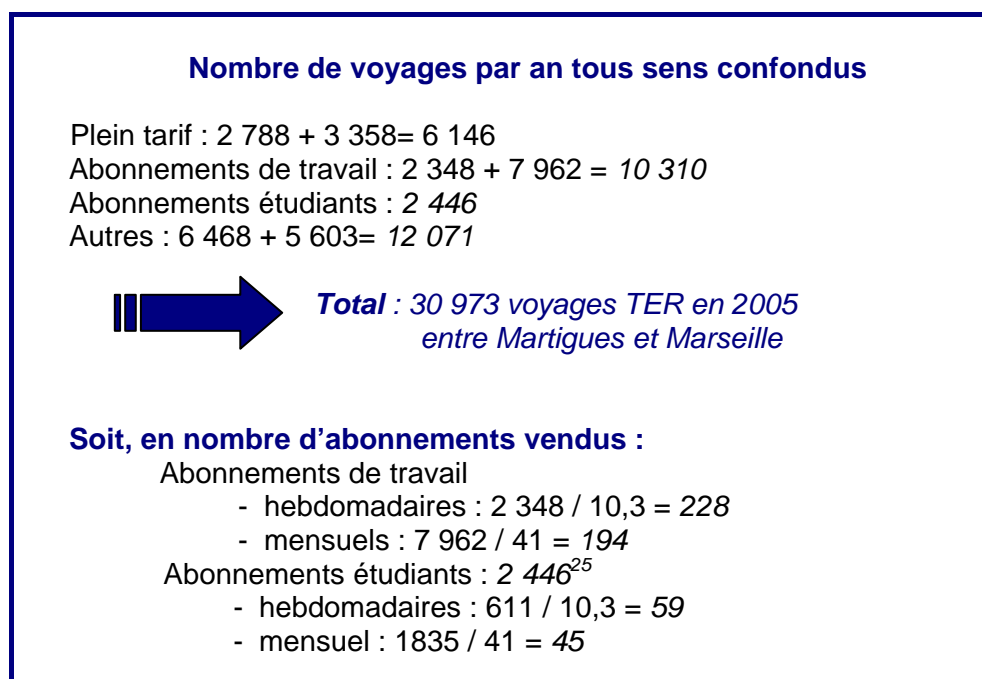 Nombre de voyages par an tous sens confondus
Plein tarif : 2 788 + 3 358= 6 146
Abonnements de travail : 2 348 + 7 962 = 10 310
Abonnements étudiants : 2 446
Autres : 6 468 + 5 603= 12 071
Total : 30 973 voyages TER en 2005
entre Martigues et Marseille
Soit, en nombre d’abonnements vendus :
Abonnements de travail
- hebdomadaires : 2 348 / 10,3 = 228
- mensuels : 7 962 / 41 = 194
Abonnements étudiants : 2 446²⁵
- hebdomadaires : 611 / 10,3 = 59
- mensuel : 1835 / 41 = 45